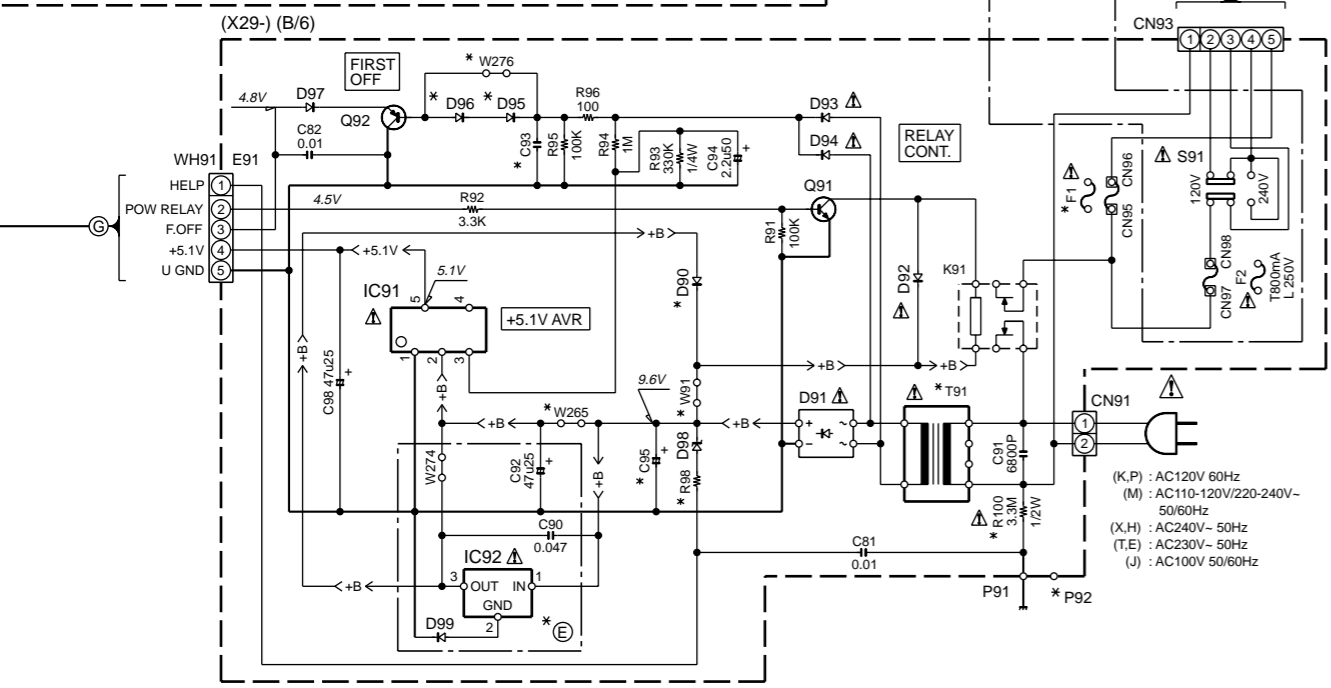 (X29-) (B/6)
CN93
1 2 3 4 5
FIRST
OFF
* W276
4.8V
D97
Q92
* D96
* D95
R96
100
D93
D94
RELAY
CONT.
C82
0.01
* C93
R95
100K
R94
1M
R93
330K
1/4W
C94
2.2u50
+
WH91
E91
HELP 1
POW RELAY 2
F.OFF 3
+5.1V 4
U GND 5
G
4.5V
R92
3.3K
Q91
R91
100K
* F1
CN96
CN95
S91
120V
240V
CN98
CN97
F2
T800mA
L 250V
+B
+5.1V
5.1V
* D90
D92
K91
IC91
5
4
1
2
3
+5.1V AVR
C98 47u25
+
+B
+B
+B
+B
* W91
9.6V
D91
+ ~
− ~
* T91
CN91
1
2
+B
* W265
+B
W274
C92
47u25
+
+B
* C95
+
D98
* R98
C91
6800P
* R100
3.3M
1/2W
(K,P) : AC120V 60Hz
(M) : AC110-120V/220-240V~
50/60Hz
(X,H) : AC240V~ 50Hz
(T,E) : AC230V~ 50Hz
(J) : AC100V 50/60Hz
C90
0.047
C81
0.01
IC92
+B
3 OUT IN 1
GND
2
D99
* E
P91
* P92